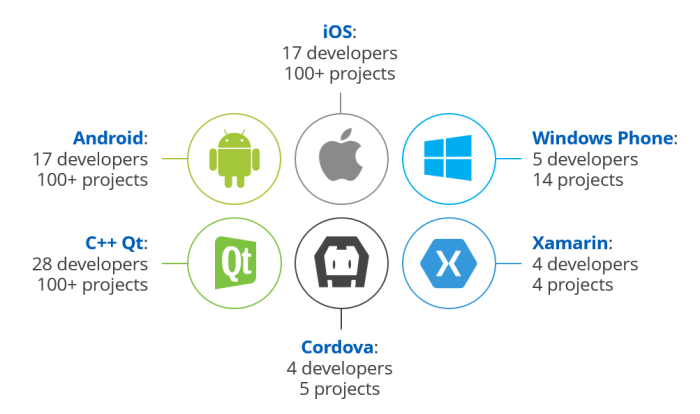 iOS:
17 developers
100+ projects
Android:
17 developers
100+ projects
Windows Phone:
5 developers
14 projects
C++ Qt:
28 developers
100+ projects
Qt
Xamarin:
4 developers
4 projects
Cordova:
4 developers
5 projects